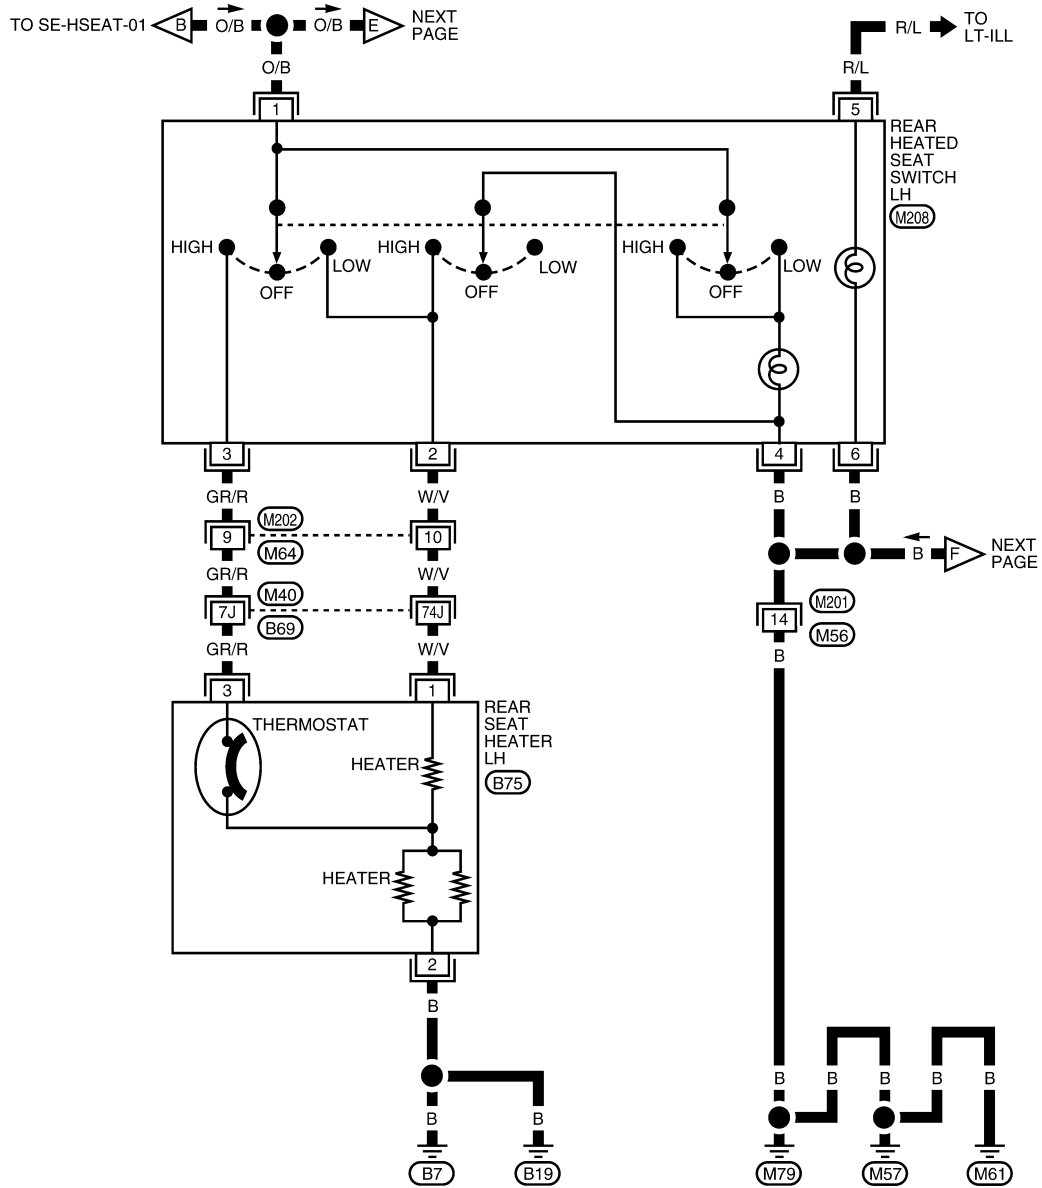 TO SE-HSEAT-01
B
O/B
O/B
E
NEXT
PAGE
R/L
TO
LT-ILL
O/B
R/L
1
5
REAR
HEATED
SEAT
SWITCH
LH
M208
HIGH
LOW
OFF
HIGH
LOW
OFF
HIGH
LOW
OFF
3
2
4
6
GR/R
W/V
B
B
M202
9
10
M64
B
F
NEXT
PAGE
GR/R
W/V
M40
7J
74J
B69
M201
14
M56
GR/R
W/V
B
3
1
REAR
SEAT
HEATER
LH
B75
THERMOSTAT
HEATER
HEATER
2
B
B
B
B
B
B
B
B
B
B7
B19
M79
M57
M61